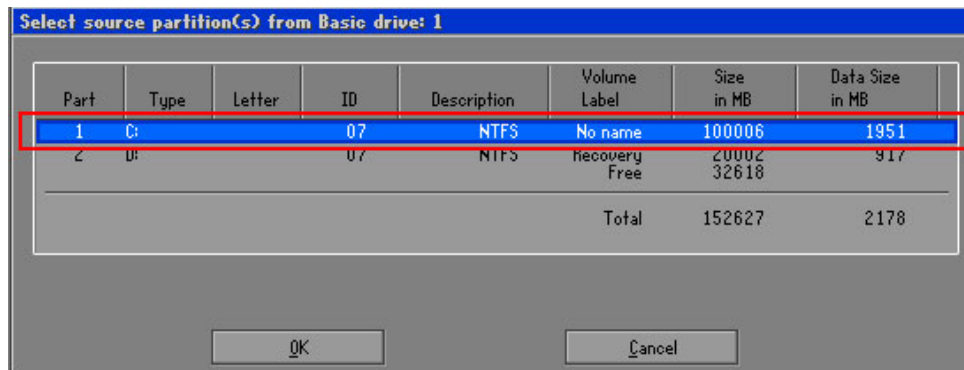 Select source partition(s) from Basic drive: 1
Volume Size Data Size
Part Type Letter ID Description Label in MB in MB
1 C: 07 NTFS No name 100006 1951
2 D: 07 NTFS Recovery 20002 917
Free 32618
Total 152627 2178
OK Cancel